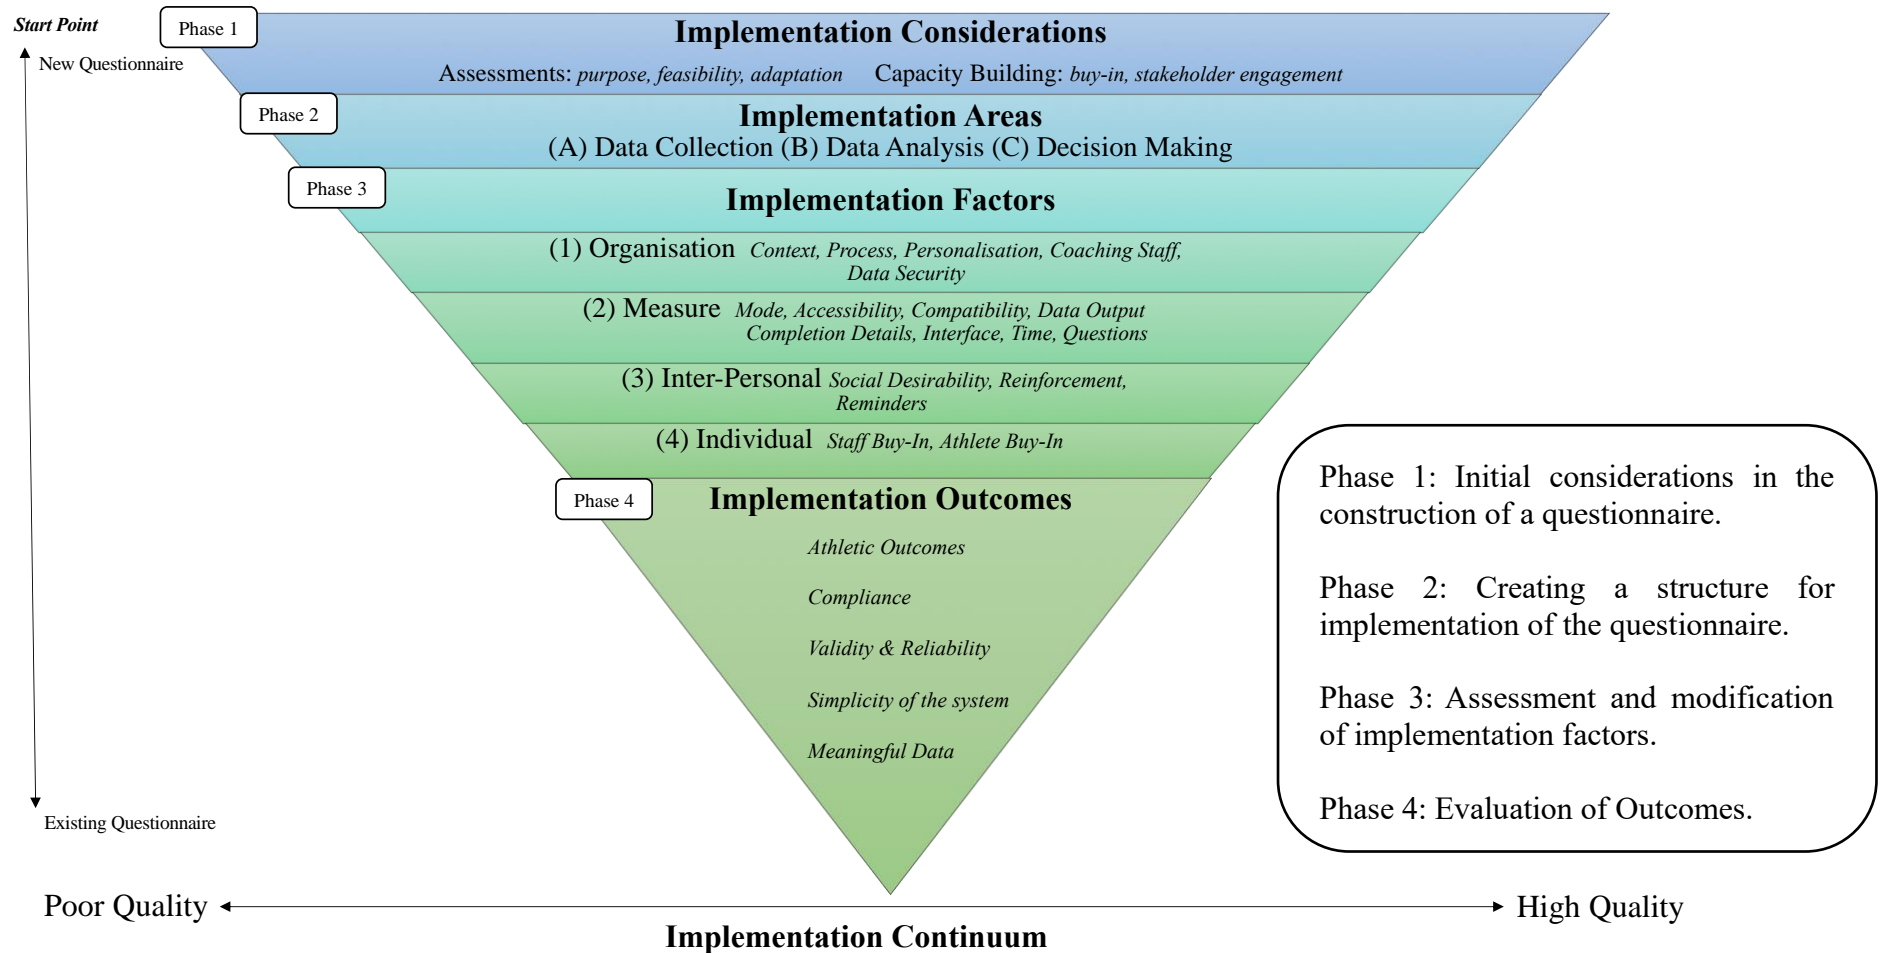 Start Point
Phase 1
Implementation Considerations
New Questionnaire
Assessments: purpose, feasibility, adaptation Capacity Building: buy-in, stakeholder engagement
Phase 2
Implementation Areas
(A) Data Collection (B) Data Analysis (C) Decision Making
Phase 3
Implementation Factors
(1) Organisation Context, Process, Personalisation, Coaching Staff,
Data Security
(2) Measure Mode, Accessibility, Compatibility, Data Output
Completion Details, Interface, Time, Questions
(3) Inter-Personal Social Desirability, Reinforcement,
Reminders
(4) Individual Staff Buy-In, Athlete Buy-In
Phase 4
Implementation Outcomes
Athletic Outcomes
Compliance
Validity & Reliability
Simplicity of the system
Meaningful Data
Phase 1: Initial considerations in the
construction of a questionnaire.
Phase 2: Creating a structure for
implementation of the questionnaire.
Phase 3: Assessment and modification
of implementation factors.
Phase 4: Evaluation of Outcomes.
Existing Questionnaire
Poor Quality
High Quality
Implementation Continuum